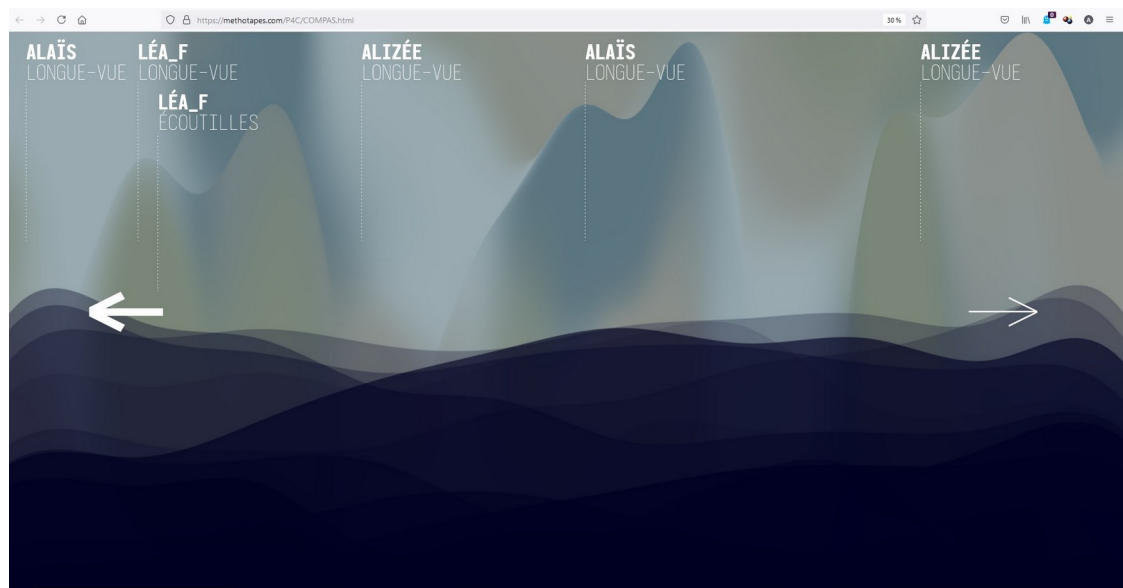 https://methotapes.com/P4C/COMPAS.html
30 %
ALAÏS
LONGUE-VUE
LÉA_F
LONGUE-VUE
LÉA_F
ÉCOUTILLES
ALIZÉE
LONGUE-VUE
ALAÏS
LONGUE-VUE
ALIZÉE
LONGUE-VUE